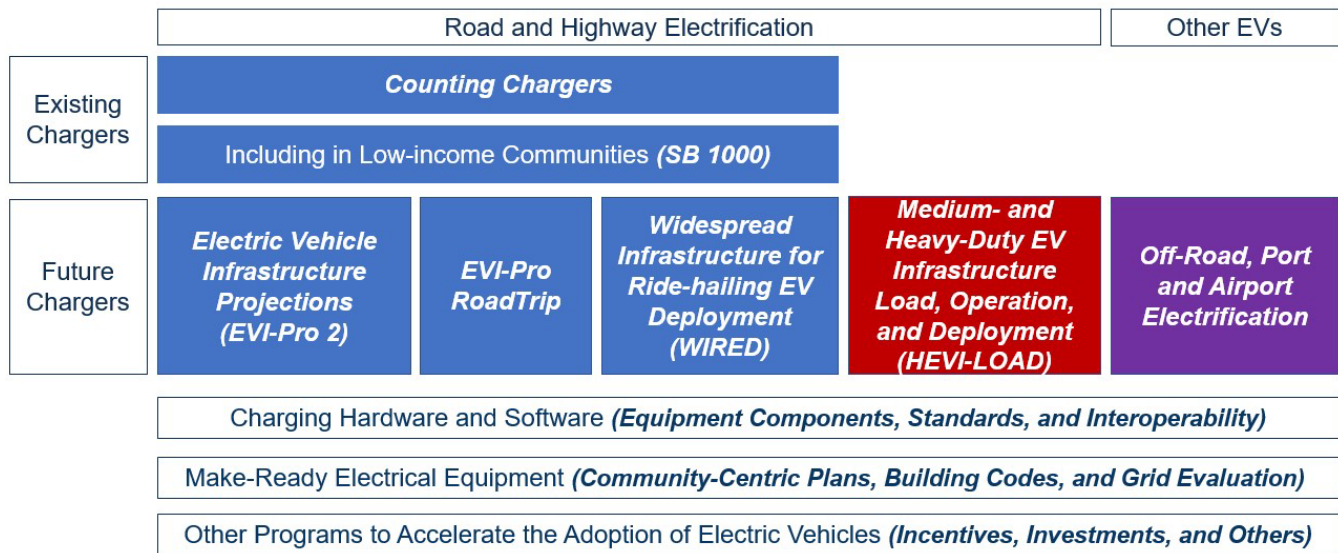 Road and Highway Electrification
Other EVs
Existing
Chargers
Counting Chargers
Including in Low-income Communities (SB 1000)
Future
Chargers
Electric Vehicle
Infrastructure
Projections
(EVI-Pro 2)
EVI-Pro
RoadTrip
Widespread
Infrastructure for
Ride-hailing EV
Deployment
(WIRED)
Medium- and
Heavy-Duty EV
Infrastructure
Load, Operation,
and Deployment
(HEVI-LOAD)
Off-Road, Port
and Airport
Electrification
Charging Hardware and Software (Equipment Components, Standards, and Interoperability)
Make-Ready Electrical Equipment (Community-Centric Plans, Building Codes, and Grid Evaluation)
Other Programs to Accelerate the Adoption of Electric Vehicles (Incentives, Investments, and Others)